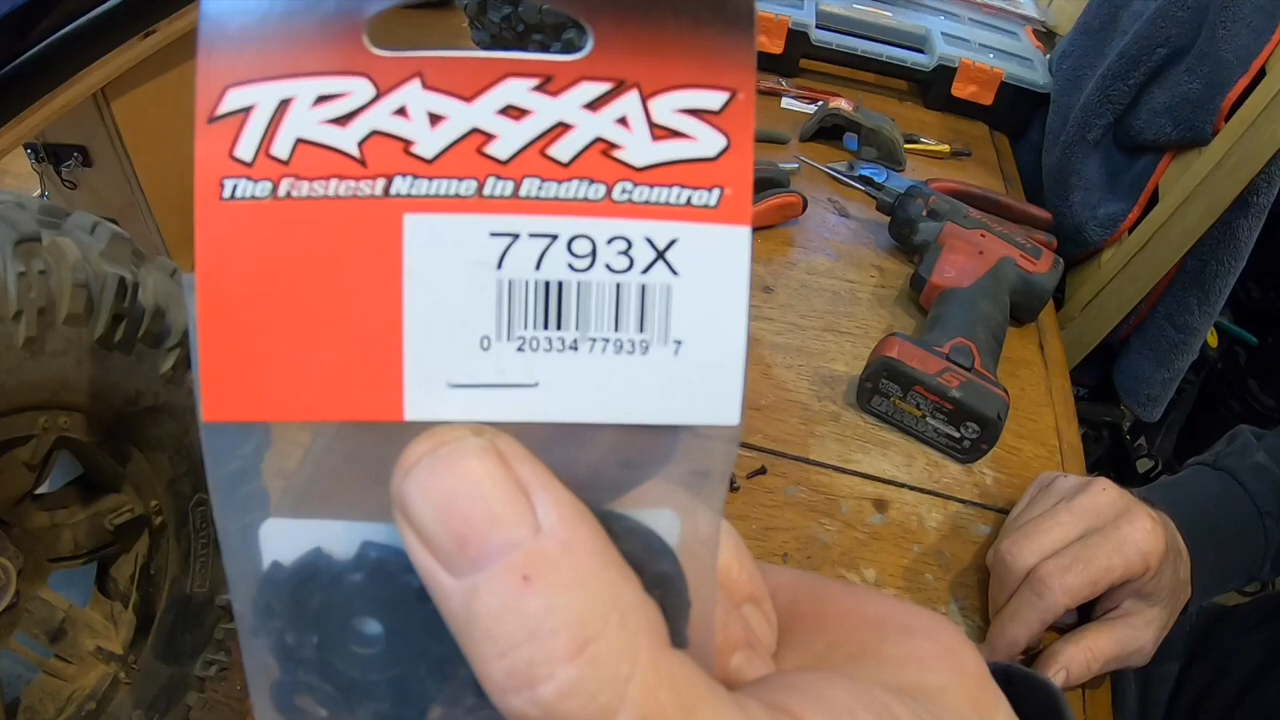 TRAXXAS
The Fastest Name In Radio Control
7793X
0 20334 77939 7